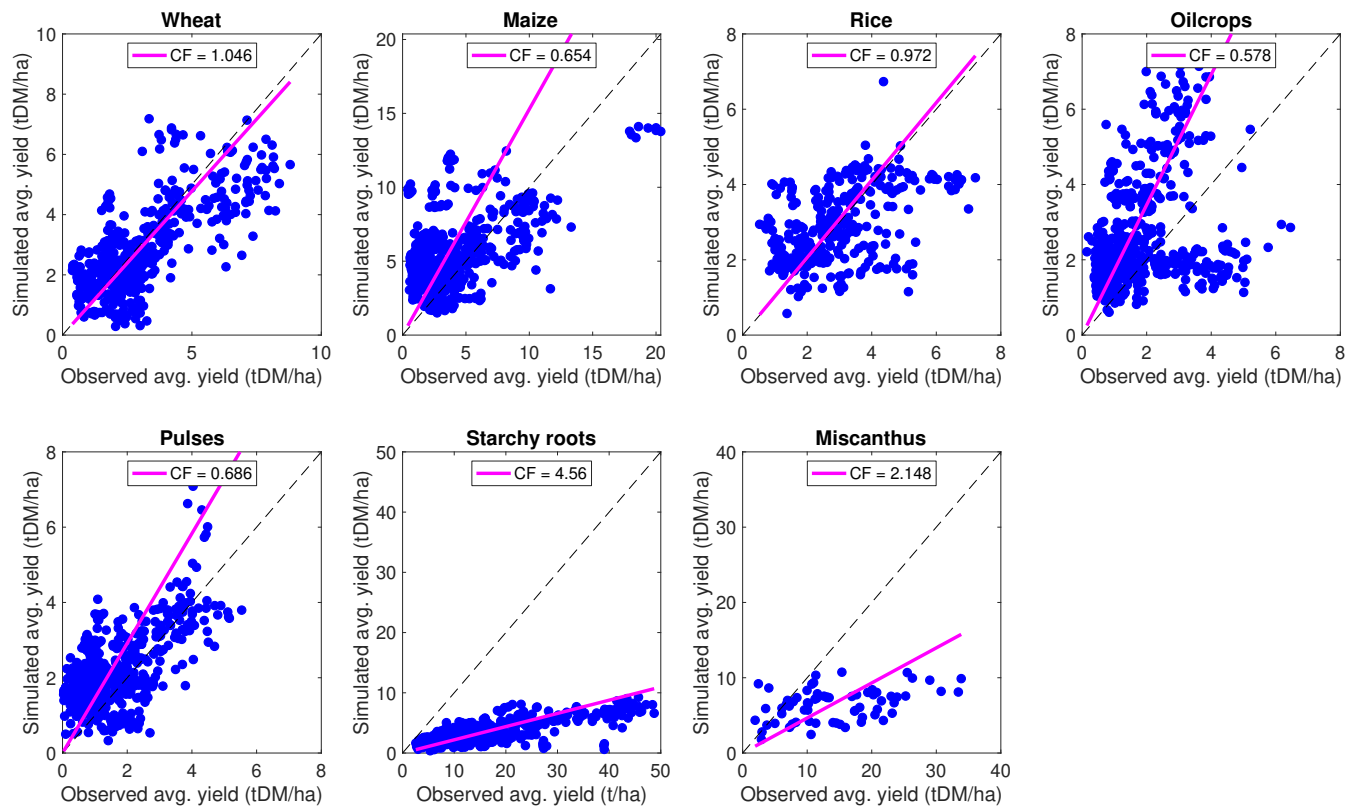 Wheat
CF = 1.046
Simulated avg. yield (tDM/ha)
10
8
6
4
2
0
0
5
10
Observed avg. yield (tDM/ha)
Maize
CF = 0.654
Simulated avg. yield (tDM/ha)
20
15
10
5
0
0
5
10
15
20
Observed avg. yield (tDM/ha)
Rice
CF = 0.972
Simulated avg. yield (tDM/ha)
8
6
4
2
0
0
2
4
6
8
Observed avg. yield (tDM/ha)
Oilcrops
CF = 0.578
Simulated avg. yield (tDM/ha)
8
6
4
2
0
0
2
4
6
8
Observed avg. yield (tDM/ha)
Pulses
CF = 0.686
Simulated avg. yield (tDM/ha)
8
6
4
2
0
0
2
4
6
8
Observed avg. yield (tDM/ha)
Starchy roots
CF = 4.56
Simulated avg. yield (tDM/ha)
50
40
30
20
10
0
0
10
20
30
40
50
Observed avg. yield (t/ha)
Miscanthus
CF = 2.148
Simulated avg. yield (tDM/ha)
40
30
20
10
0
0
10
20
30
40
Observed avg. yield (tDM/ha)